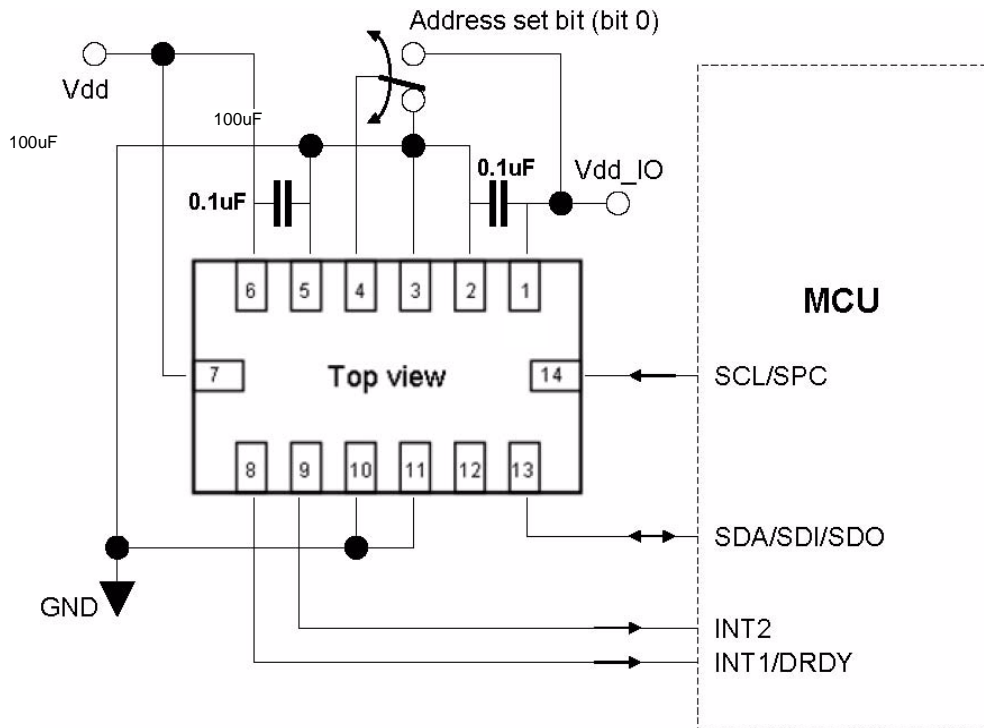 Address set bit (bit 0)
Vdd
100uF
100uF
0.1uF
0.1uF
Vdd_IO
6
5
4
3
2
1
MCU
7
Top view
14
SCL/SPC
8
9
10
11
12
13
SDA/SDI/SDO
GND
INT2
INT1/DRDY